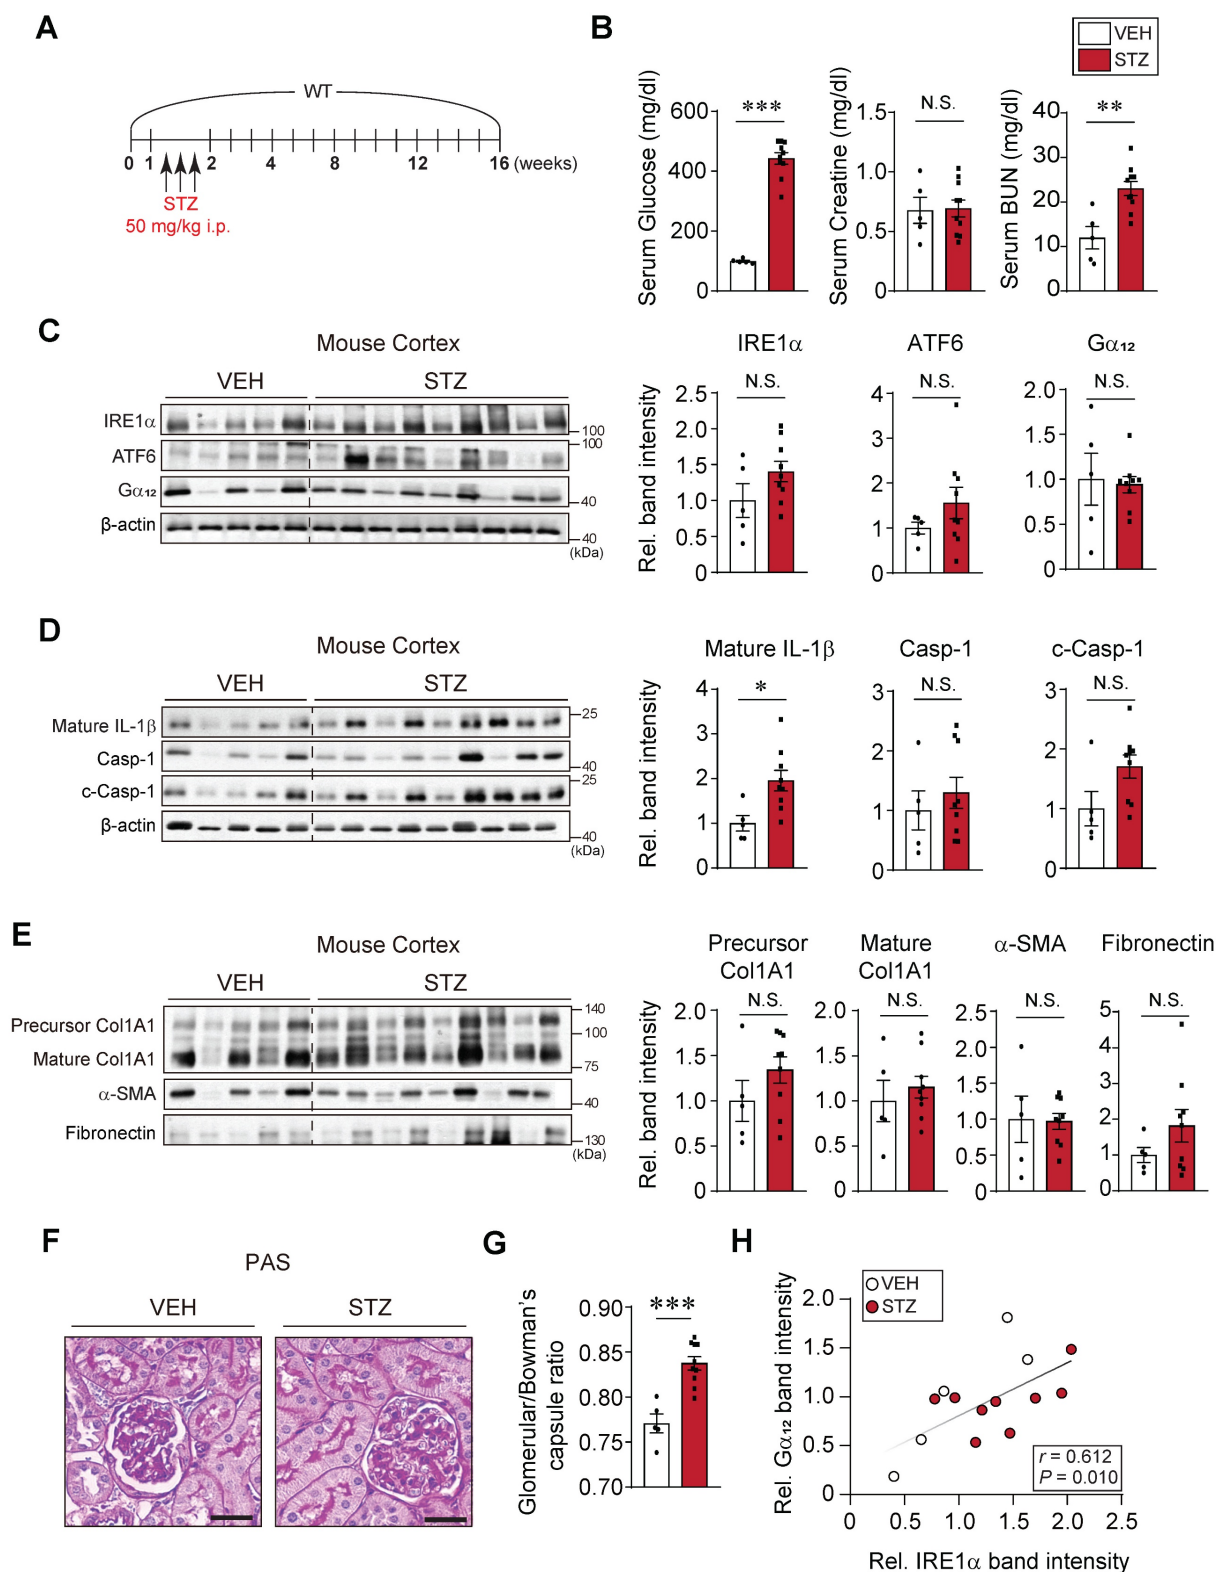 A
WT
0 1 2 4 8 12 16 (weeks)
STZ
50 mg/kg i.p.
B
VEH
STZ
Serum Glucose (mg/dl)
600
400
200
0
***
Serum Creatine (mg/dl)
1.5
1.0
0.5
0
N.S.
Serum BUN (mg/dl)
40
30
20
10
0
**
C
Mouse Cortex
VEH STZ
IRE1α
100
100
ATF6
Gα₁₂
40
β-actin
40
(kDa)
Rel. band intensity
IRE1α
N.S.
2.5
2.0
1.5
1.0
0.5
0
ATF6
N.S.
4
3
2
1
0
Gα₁₂
N.S.
2.0
1.5
1.0
0.5
0
D
Mouse Cortex
VEH STZ
Mature IL-1β
25
Casp-1
40
25
c-Casp-1
β-actin
40
(kDa)
Rel. band intensity
Mature IL-1β
*
4
3
2
1
0
Casp-1
N.S.
3
2
1
0
c-Casp-1
N.S.
3
2
1
0
E
Mouse Cortex
VEH STZ
140
Precursor Col1A1
100
Mature Col1A1
75
α-SMA
40
Fibronectin
130
(kDa)
Rel. band intensity
Precursor
Col1A1
N.S.
2.0
1.5
1.0
0.5
0
Mature
Col1A1
N.S.
2.0
1.5
1.0
0.5
0
α-SMA
N.S.
2.5
2.0
1.5
1.0
0.5
0
Fibronectin
N.S.
5
4
3
2
1
0
F
PAS
VEH STZ
G
Glomerular/Bowman's
capsule ratio
***
0.90
0.85
0.80
0.75
0.70
H
VEH
STZ
Rel. Gα₁₂ band intensity
2.0
1.5
1.0
0.5
0
r = 0.612
P = 0.010
0 0.5 1.0 1.5 2.0 2.5
Rel. IRE1α band intensity